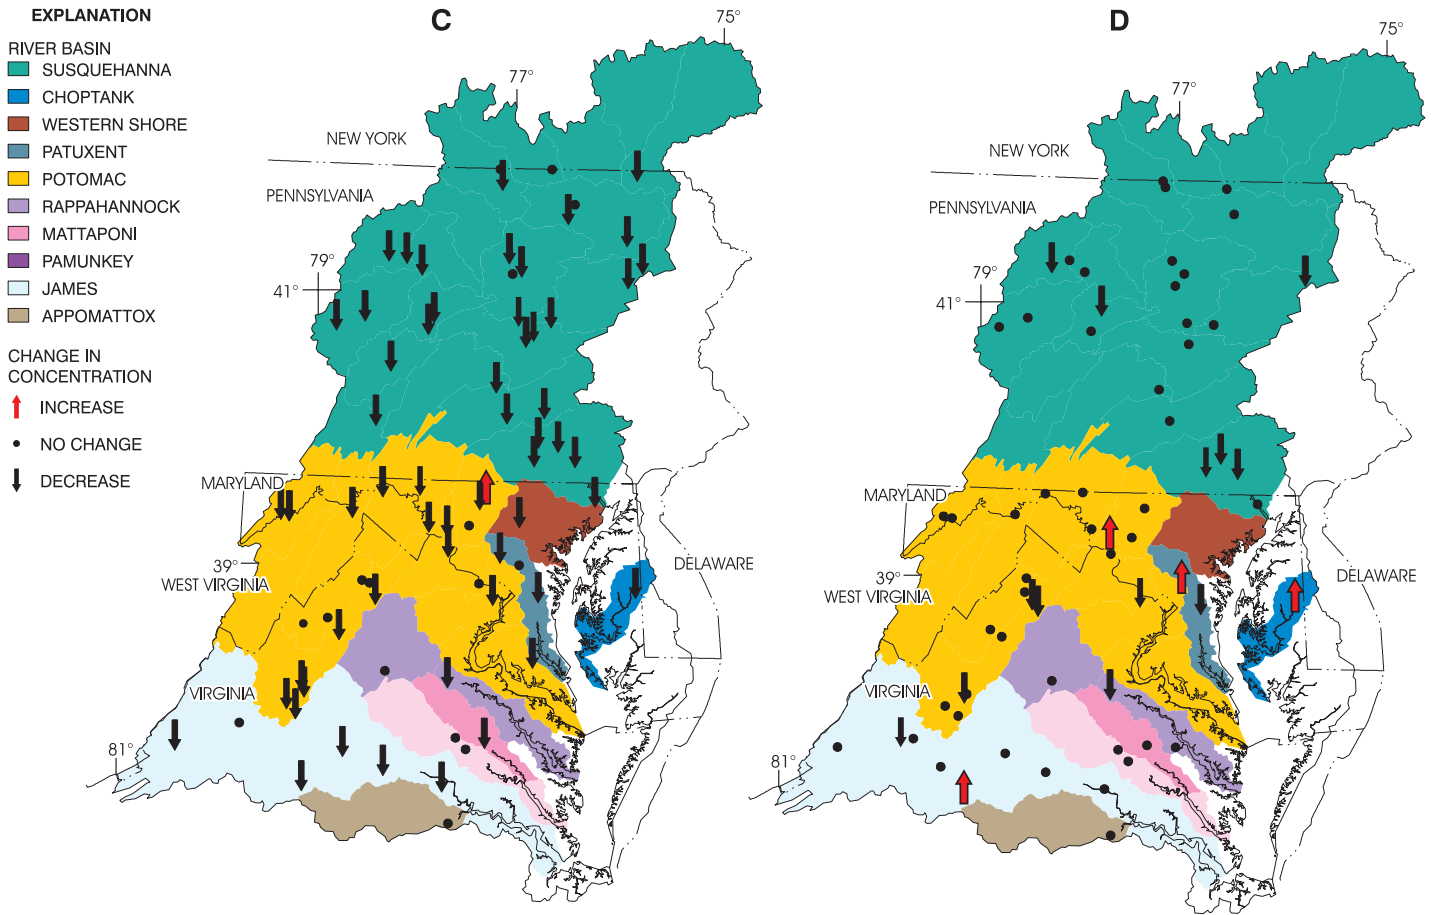 EXPLANATION
RIVER BASIN
SUSQUEHANNA
CHOPTANK
WESTERN SHORE
PATUXENT
POTOMAC
RAPPAHANNOCK
MATTAPONI
PAMUNKEY
JAMES
APPOMATTOX
CHANGE IN
CONCENTRATION
INCREASE
NO CHANGE
DECREASE
C
75°
77°
NEW YORK
PENNSYLVANIA
79°
41°
MARYLAND
39°
WEST VIRGINIA
DELAWARE
VIRGINIA
81°
D
75°
77°
NEW YORK
PENNSYLVANIA
79°
41°
MARYLAND
39°
WEST VIRGINIA
DELAWARE
VIRGINIA
81°